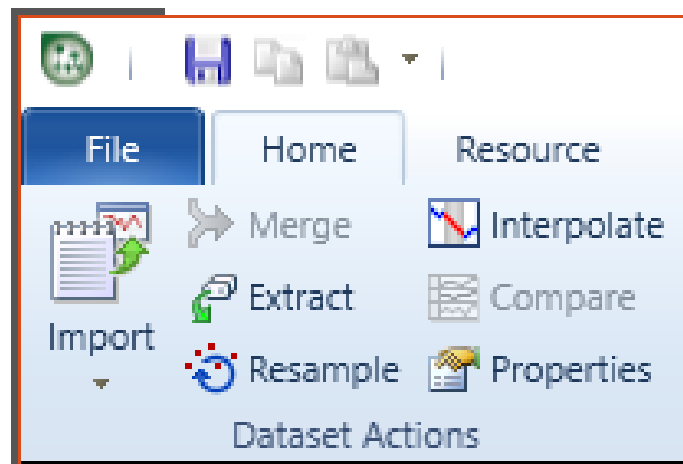 File Home Resource
Merge Interpolate
Extract Compare
Import
Resample Properties
Dataset Actions